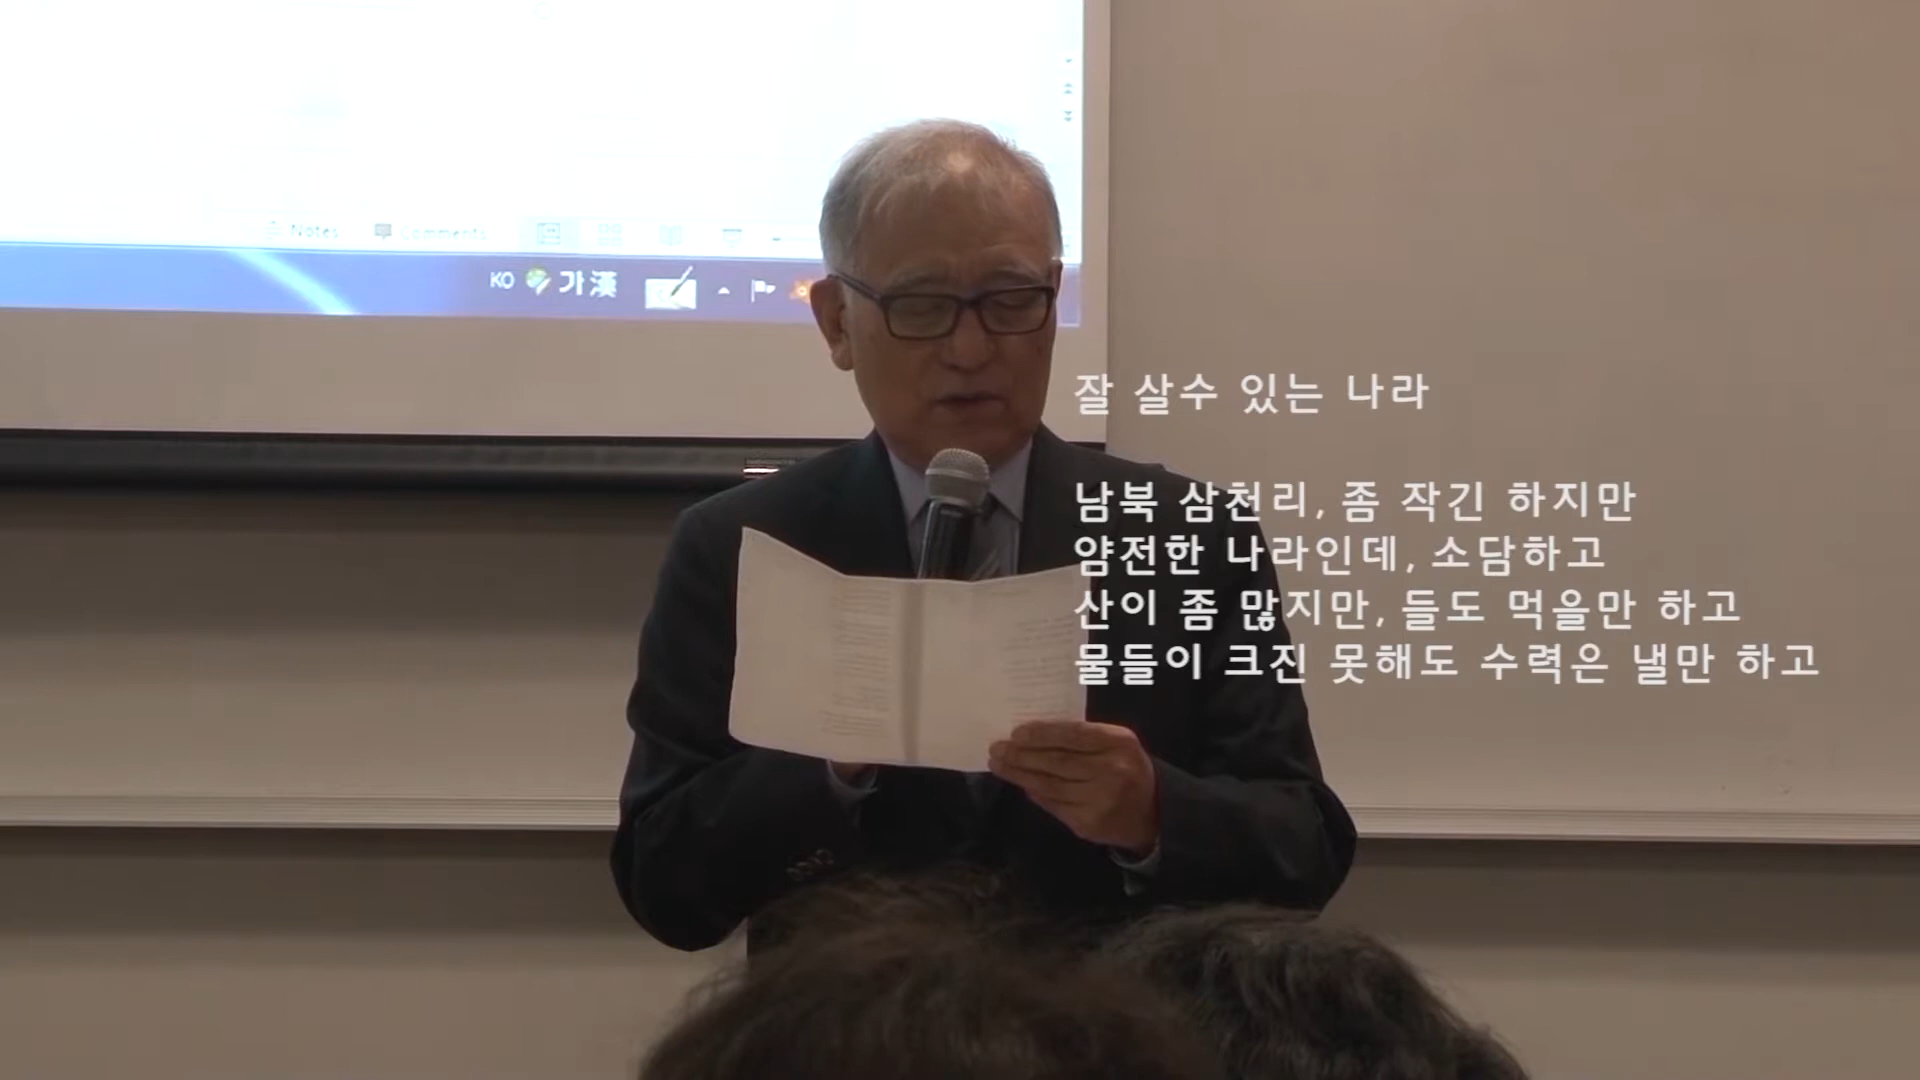 Notes Comments
KO 가漢
잘 살수 있는 나라
남북 삼천리, 좀 작긴 하지만
얌전한 나라인데, 소담하고
산이 좀 많지만, 들도 먹을만 하고
물들이 크진 못해도 수력은 낼만 하고